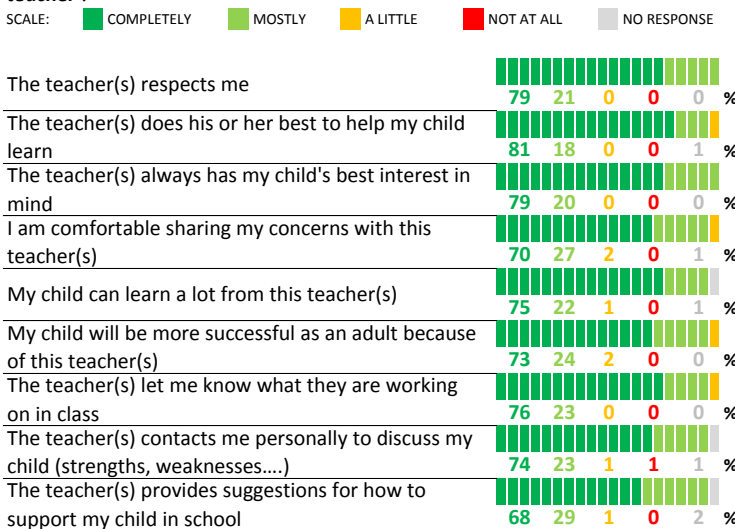 SCALE: COMPLETELY MOSTLY A LITTLE NOT AT ALL NO RESPONSE
The teacher(s) respects me
79 21 0 0 0 %
The teacher(s) does his or her best to help my child
learn
81 18 0 0 1 %
The teacher(s) always has my child's best interest in
mind
79 20 0 0 0 %
I am comfortable sharing my concerns with this
teacher(s)
70 27 2 0 1 %
My child can learn a lot from this teacher(s)
75 22 1 0 1 %
My child will be more successful as an adult because
of this teacher(s)
73 24 2 0 0 %
The teacher(s) let me know what they are working
on in class
76 23 0 0 0 %
The teacher(s) contacts me personally to discuss my
child (strengths, weaknesses....)
74 23 1 1 1 %
The teacher(s) provides suggestions for how to
support my child in school
68 29 1 0 2 %